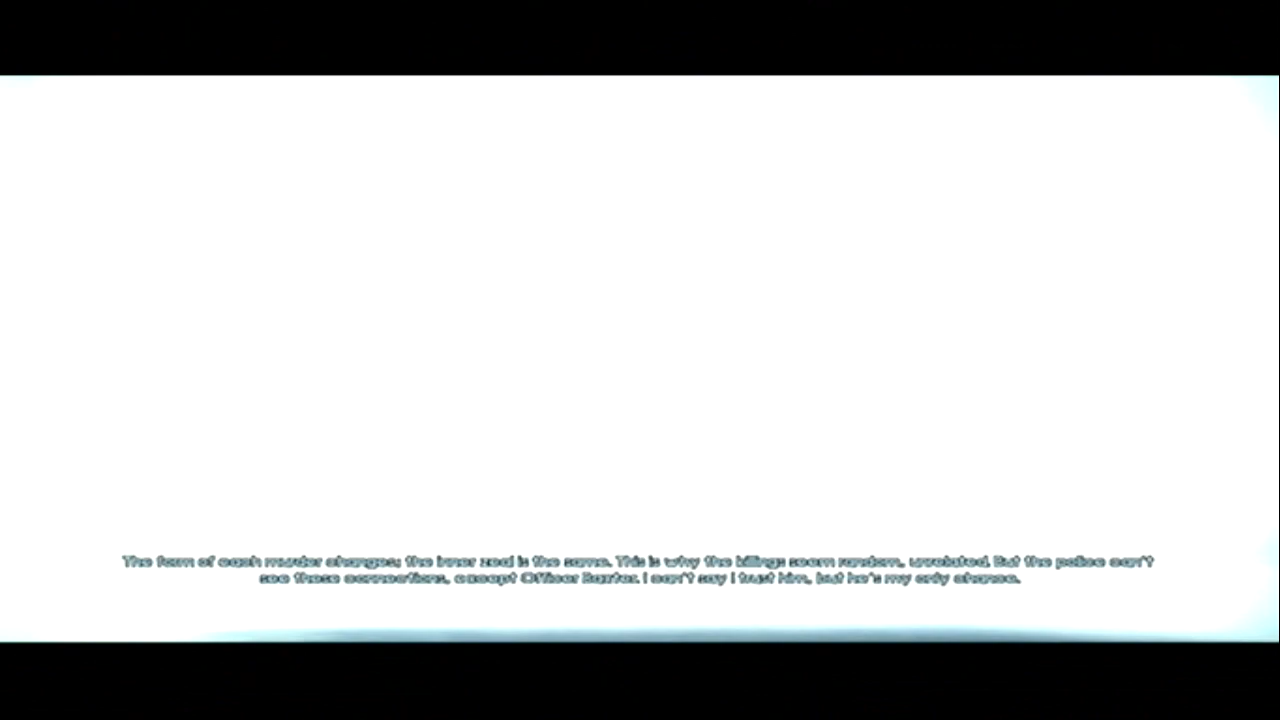 The form of each murder changes; the inner zeal is the same. This is why the killings seem random, unrelated. But the police can't
see these connections, except Officer Baxter. I can't say I trust him, but he's my only chance.